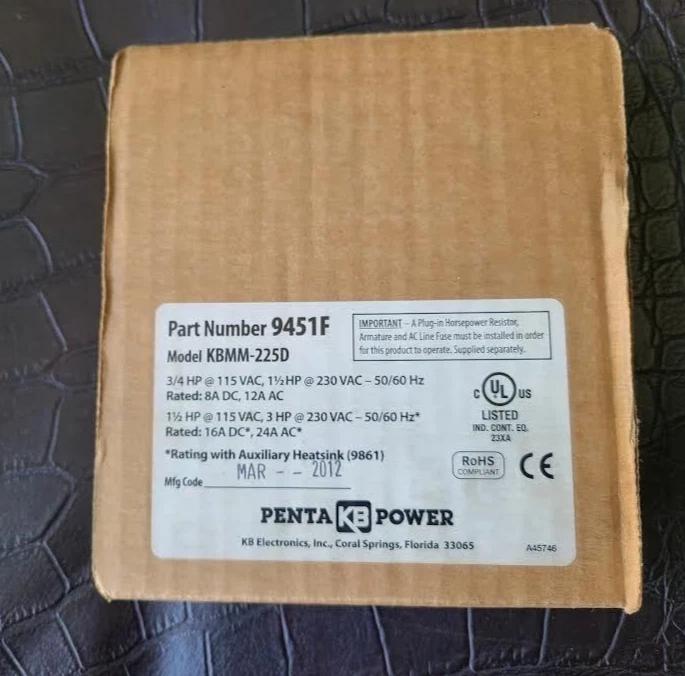 Part Number 9451F
Model KBMM-225D
IMPORTANT – A Plug-in Horsepower Resistor,
Armature and AC Line Fuse must be installed in order
for this product to operate. Supplied separately.
3/4 HP @ 115 VAC, 1½HP @ 230 VAC – 50/60 Hz
Rated: 8A DC, 12A AC
1½ HP @ 115 VAC, 3 HP @ 230 VAC – 50/60 Hz*
Rated: 16A DC*, 24A AC*
*Rating with Auxiliary Heatsink (9861)
Mfg Code MAR - - 2012
C UL US
LISTED
IND. CONT. EQ.
23XA
RoHS
COMPLIANT
CE
PENTA KB POWER
KB Electronics, Inc., Coral Springs, Florida 33065
A45746